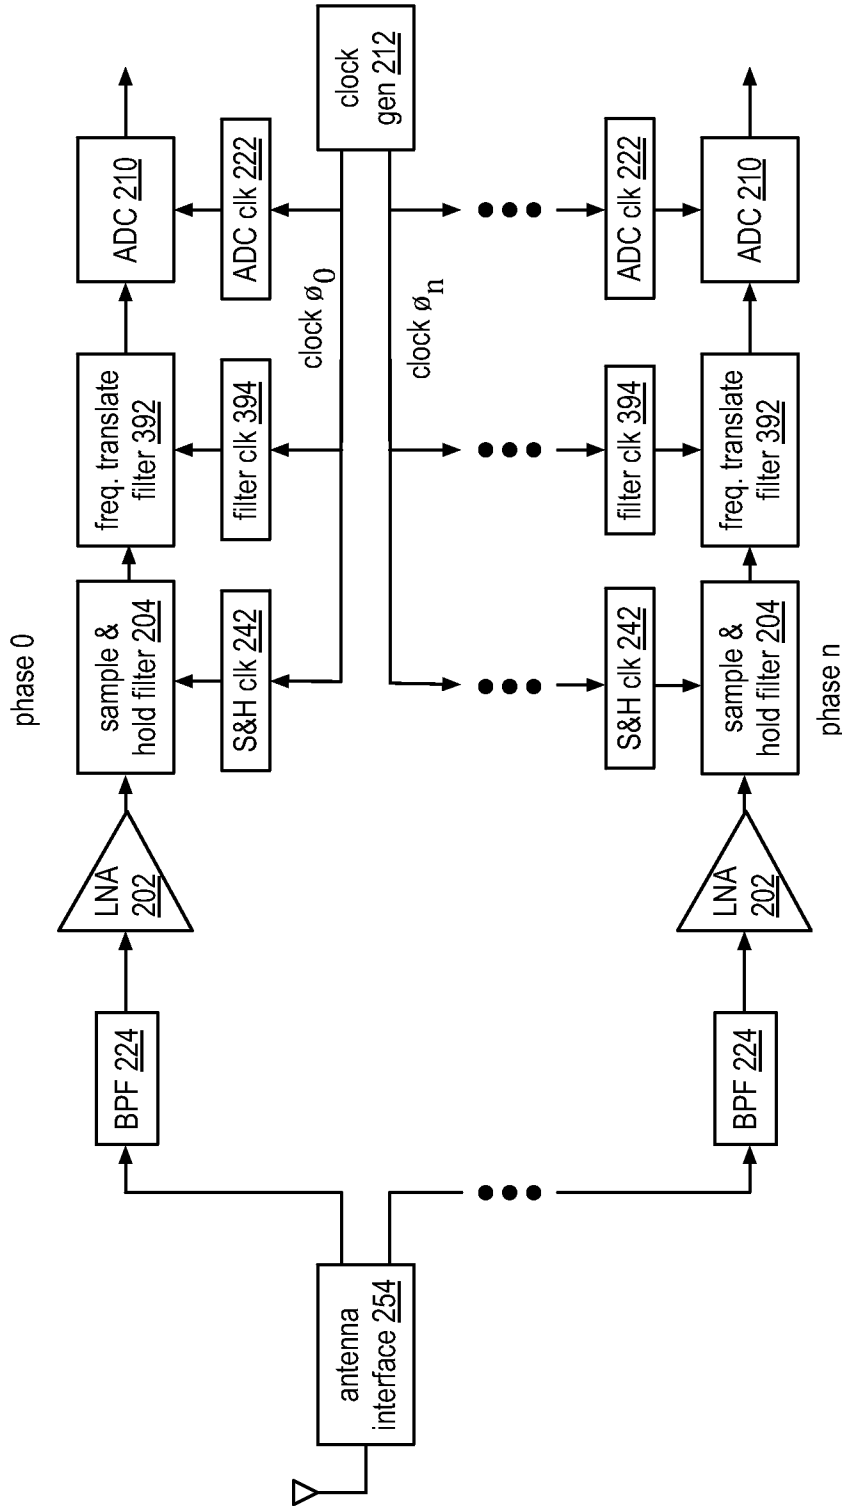 phase 0
antenna
interface 254
BPF 224
LNA
202
sample &
hold filter 204
freq. translate
filter 392
ADC 210
S&H clk 242
filter clk 394
ADC clk 222
clock ø0
clock
gen 212
clock øn
S&H clk 242
filter clk 394
ADC clk 222
BPF 224
LNA
202
sample &
hold filter 204
freq. translate
filter 392
ADC 210
phase n